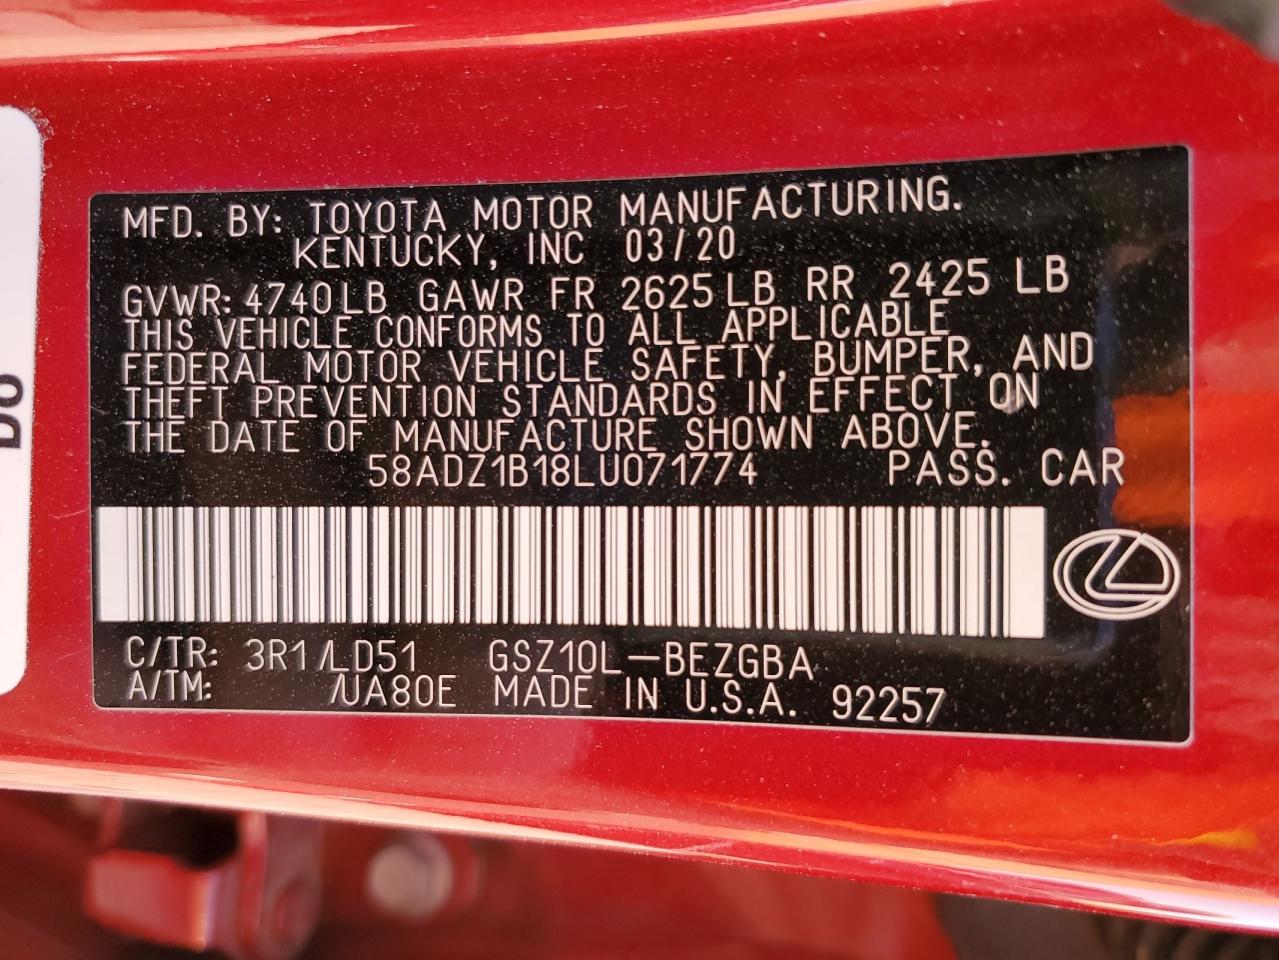 MFD. BY: TOYOTA MOTOR MANUFACTURING.
KENTUCKY, INC 03/20
GVWR: 4740LB GAWR FR 2625LB RR 2425 LB
THIS VEHICLE CONFORMS TO ALL APPLICABLE
FEDERAL MOTOR VEHICLE SAFETY, BUMPER, AND
THEFT PREVENTION STANDARDS IN EFFECT ON
THE DATE OF MANUFACTURE SHOWN ABOVE.
58ADZ1B18LU071774 PASS. CAR
C/TR: 3R1/LD51 GSZ10L-BEZGBA
A/TM: /UA80E MADE IN U.S.A. 92257